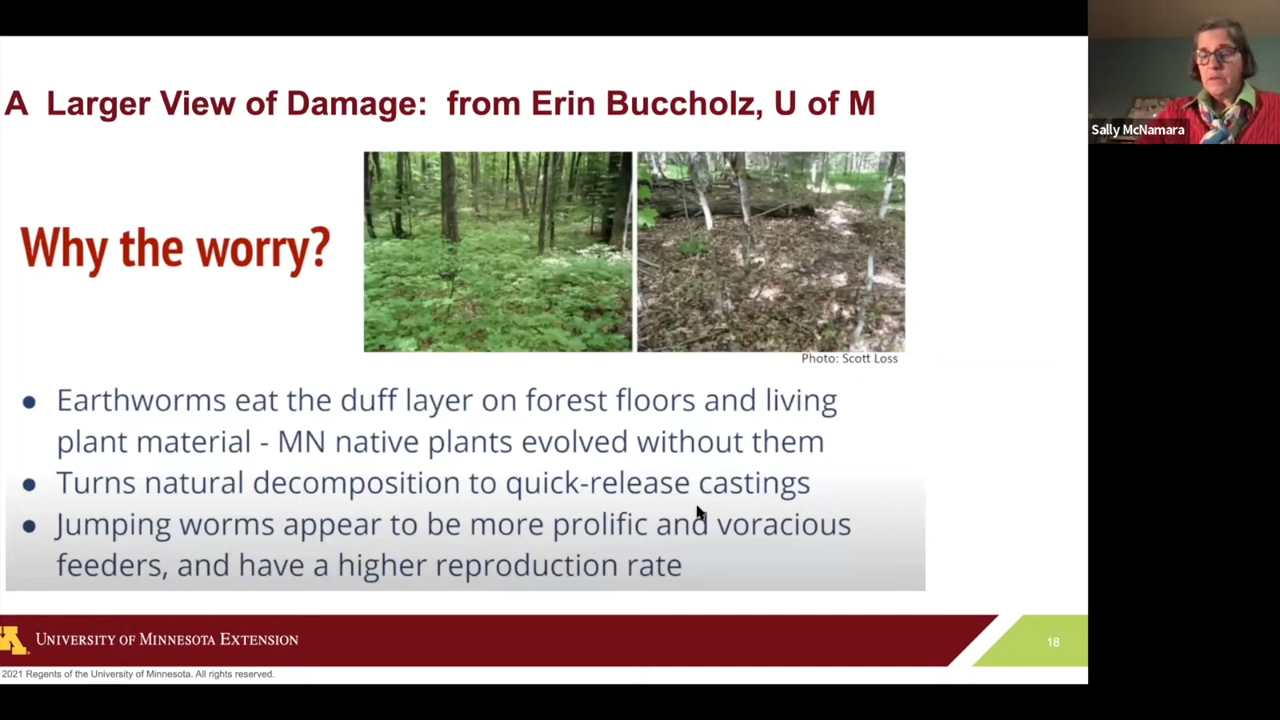 A Larger View of Damage: from Erin Buccholz, U of M
Sally McNamara
Why the worry?
Photo: Scott Loss
● Earthworms eat the duff layer on forest floors and living
plant material - MN native plants evolved without them
● Turns natural decomposition to quick-release castings
● Jumping worms appear to be more prolific and voracious
feeders, and have a higher reproduction rate
UNIVERSITY OF MINNESOTA EXTENSION
18
2021 Regents of the University of Minnesota. All rights reserved.